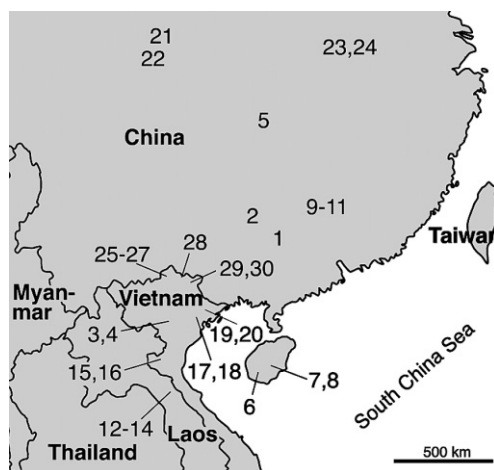 21
22
23,24
5
China
9-11
2
1
Taiwan
28
25-27
29,30
Myan-
mar
Vietnam
3,4
19,20
15,16
17,18
7,8
6
South China Sea
12-14
Laos
Thailand
500 km